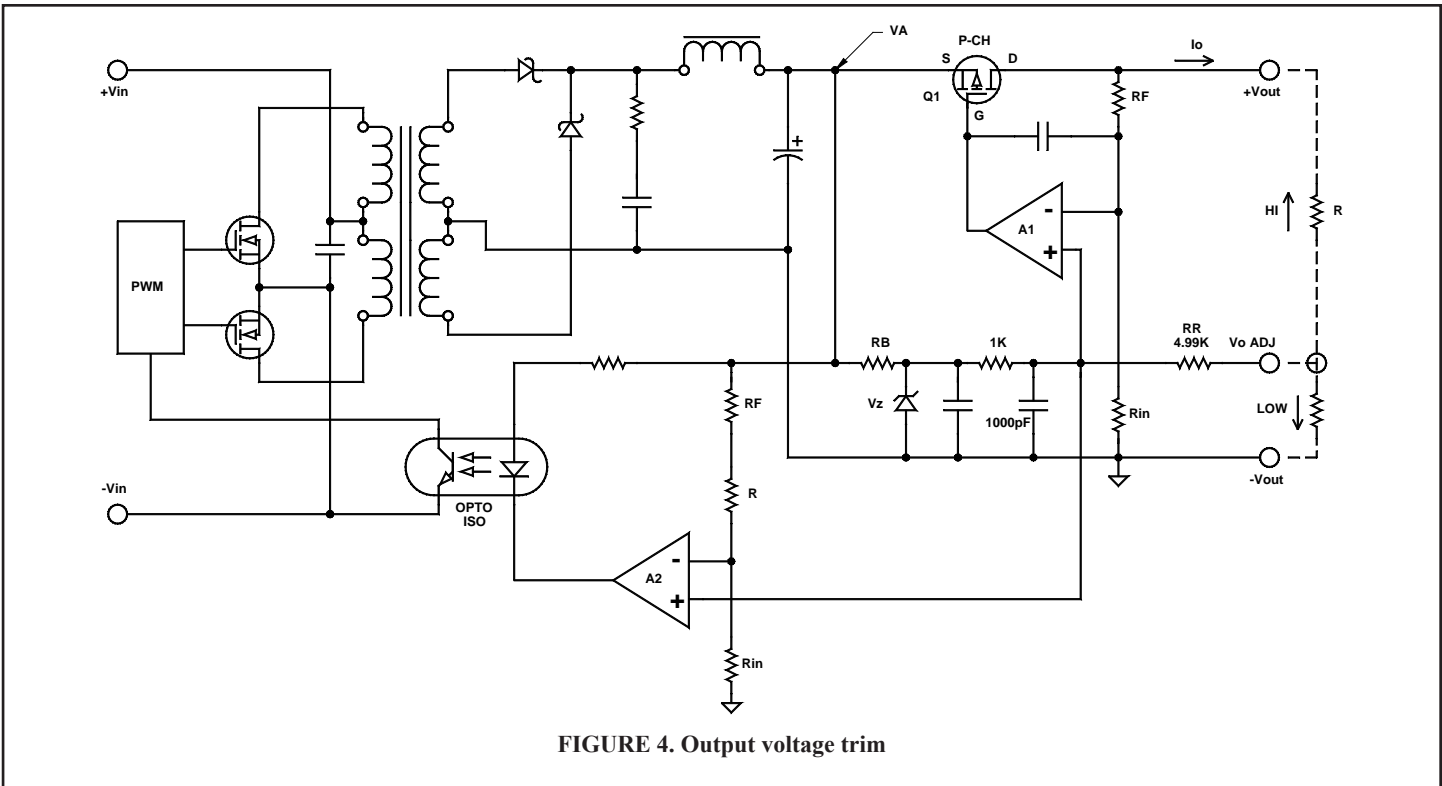 VA
P-CH
Io
+Vin
S
D
Q1
G
RF
+Vout
HI
R
A1
-
+
PWM
RB
1K
RR
4.99K
Vo ADJ
RF
Vz
1000pF
Rin
LOW
-Vin
OPTO
ISO
R
-Vout
A2
-
+
Rin
+
FIGURE 4. Output voltage trim